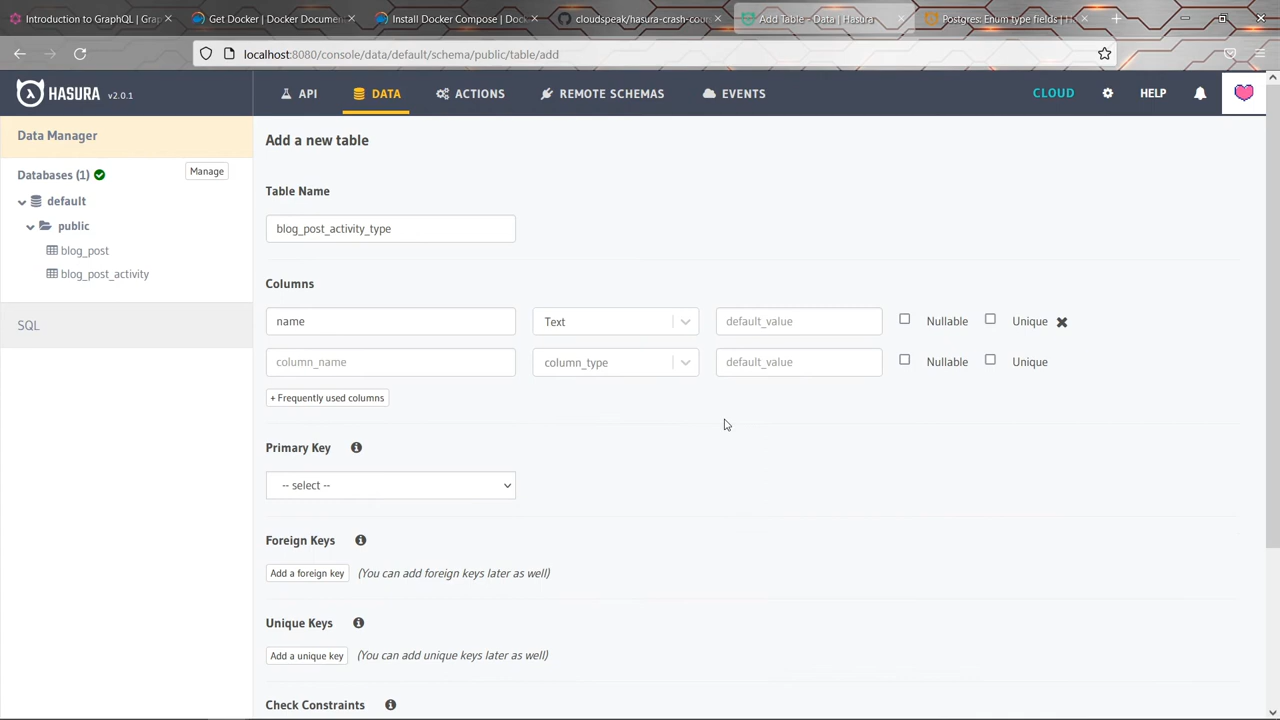 Introduction to GraphQL | Grap
Get Docker | Docker Documen
Install Docker Compose | Doc
cloudspeak/hasura-crash-cour
Add Table - Data | Hasura
Postgres: Enum type fields | H
localhost:8080/console/data/default/schema/public/table/add
HASURA v2.0.1
API
DATA
ACTIONS
REMOTE SCHEMAS
EVENTS
CLOUD
HELP
Data Manager
Databases (1)
Manage
default
public
blog_post
blog_post_activity
SQL
Add a new table
Table Name
blog_post_activity_type
Columns
name Text default_value Nullable Unique
column_name column_type default_value Nullable Unique
+ Frequently used columns
Primary Key
-- select --
Foreign Keys
Add a foreign key (You can add foreign keys later as well)
Unique Keys
Add a unique key (You can add unique keys later as well)
Check Constraints